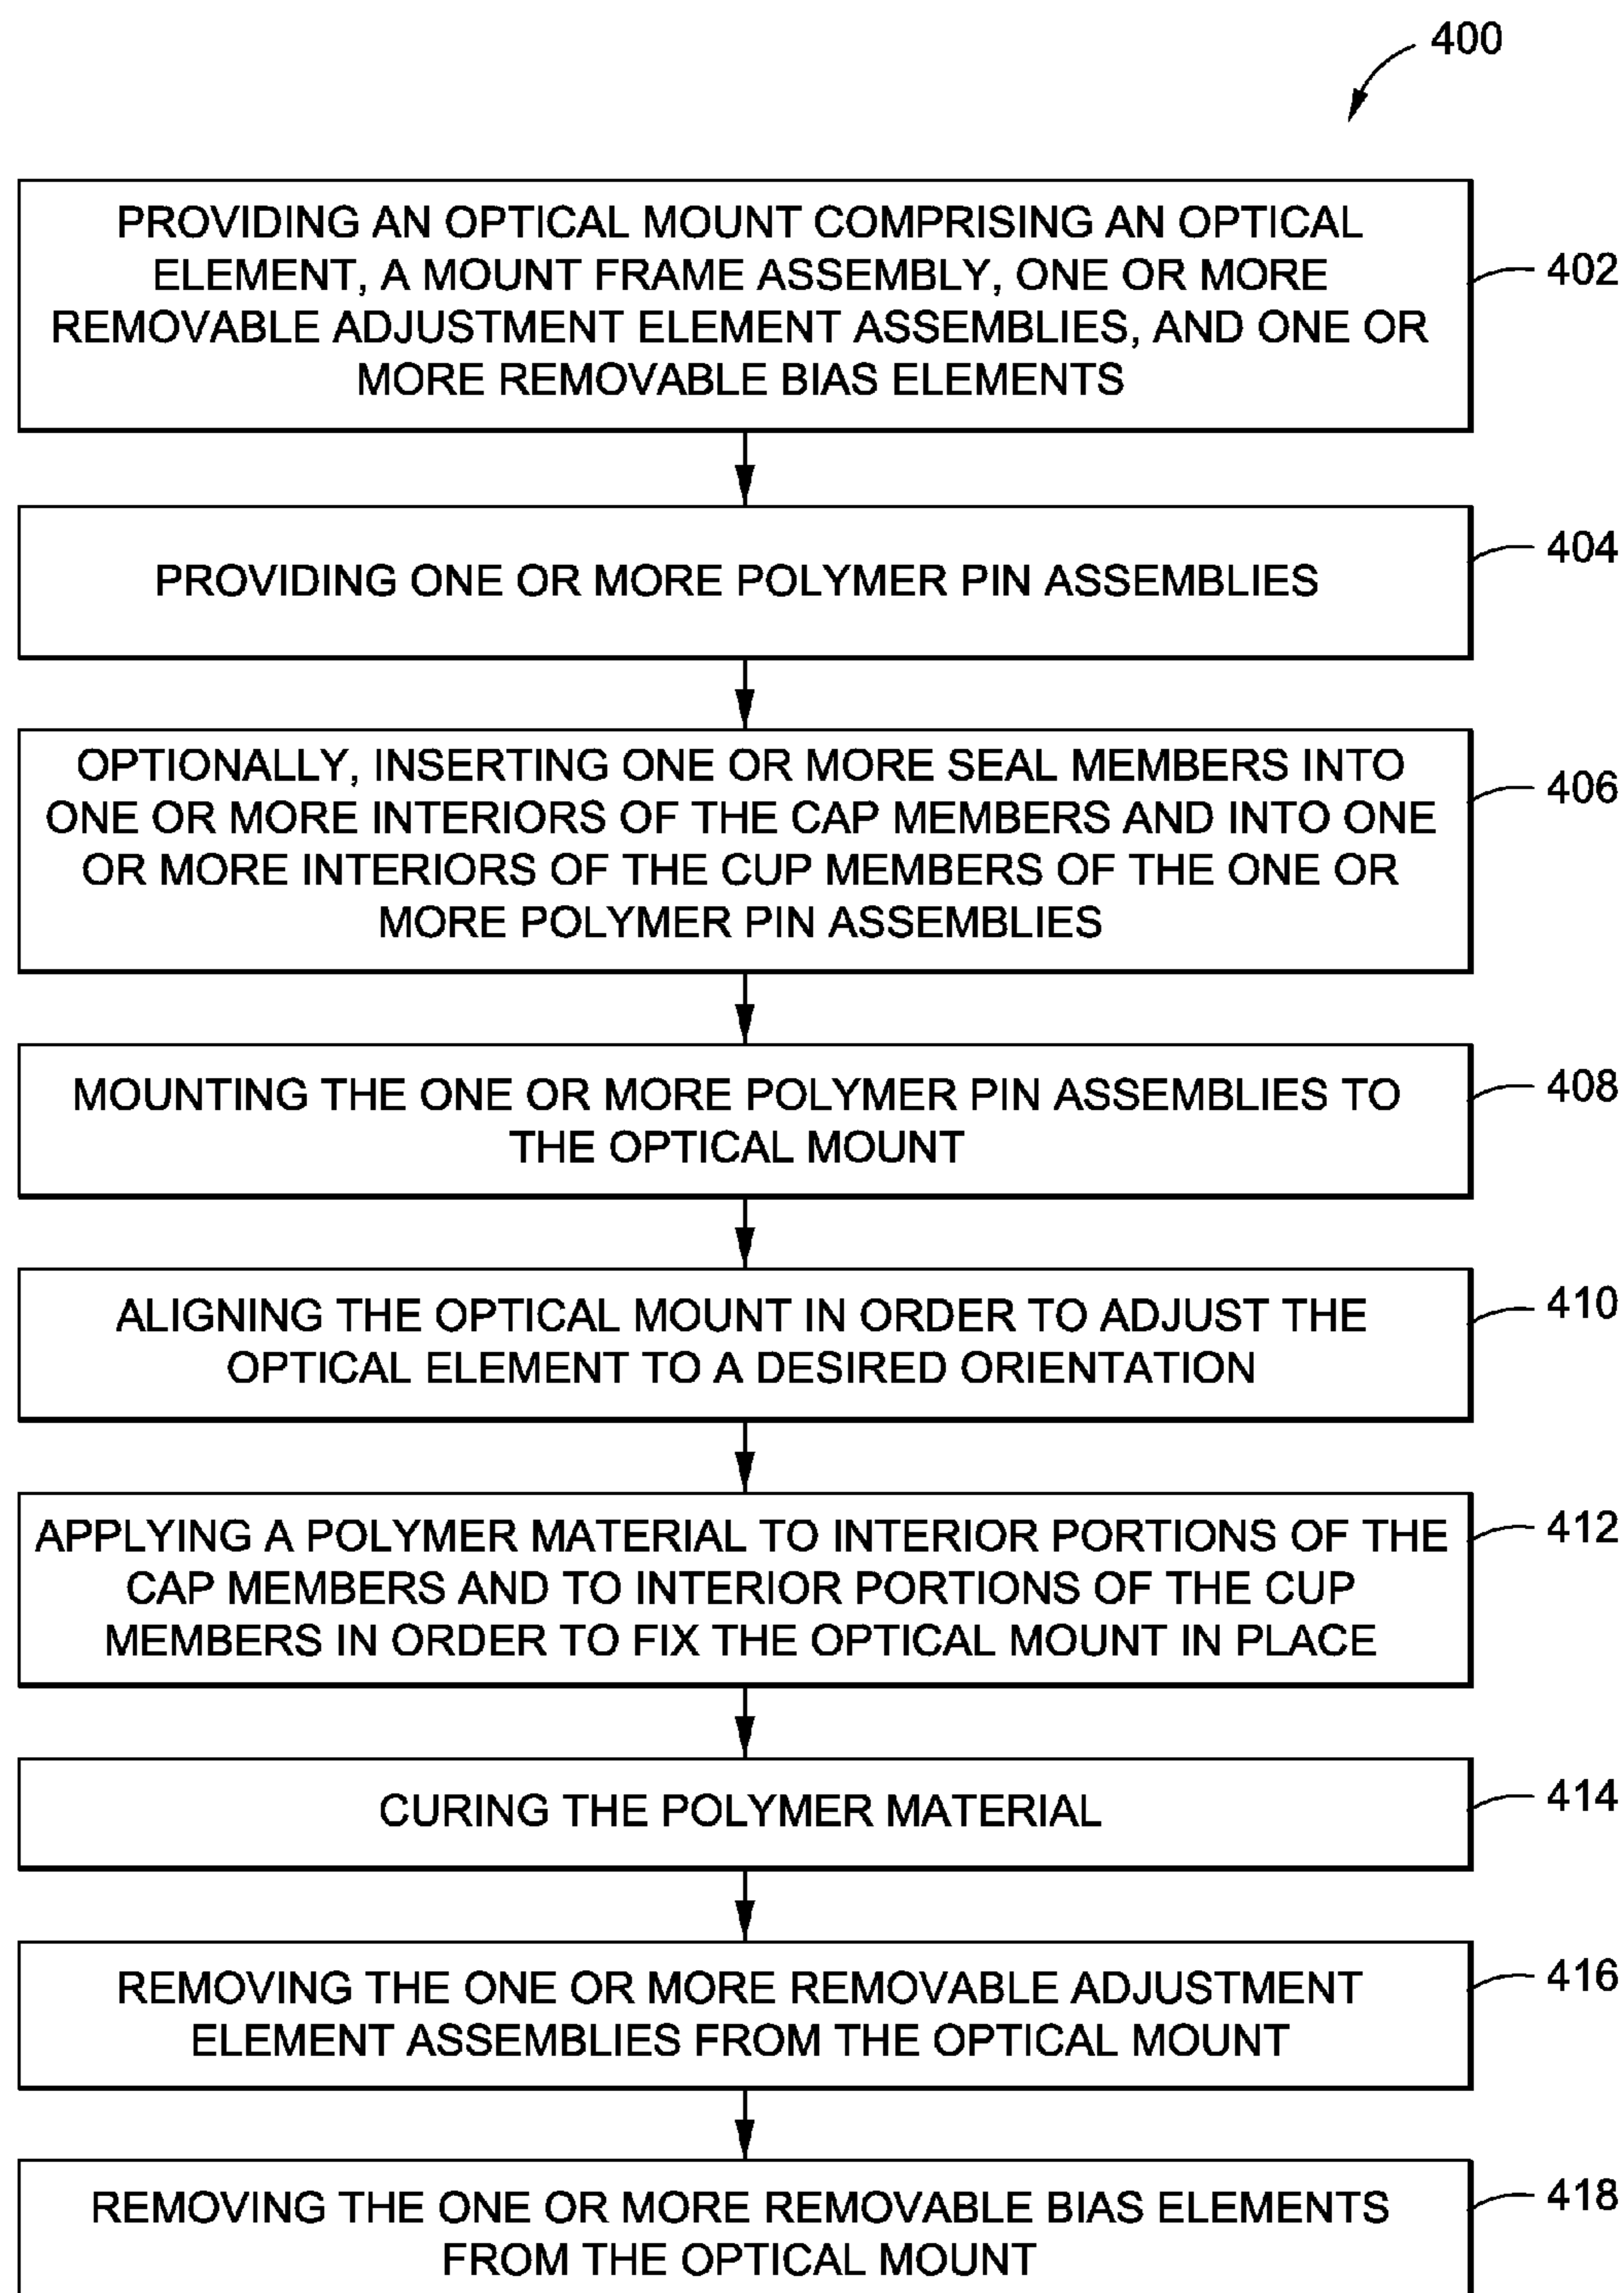 400
PROVIDING AN OPTICAL MOUNT COMPRISING AN OPTICAL
ELEMENT, A MOUNT FRAME ASSEMBLY, ONE OR MORE
REMOVABLE ADJUSTMENT ELEMENT ASSEMBLIES, AND ONE OR
MORE REMOVABLE BIAS ELEMENTS
402
PROVIDING ONE OR MORE POLYMER PIN ASSEMBLIES
404
OPTIONALLY, INSERTING ONE OR MORE SEAL MEMBERS INTO
ONE OR MORE INTERIORS OF THE CAP MEMBERS AND INTO ONE
OR MORE INTERIORS OF THE CUP MEMBERS OF THE ONE OR
MORE POLYMER PIN ASSEMBLIES
406
MOUNTING THE ONE OR MORE POLYMER PIN ASSEMBLIES TO
THE OPTICAL MOUNT
408
ALIGNING THE OPTICAL MOUNT IN ORDER TO ADJUST THE
OPTICAL ELEMENT TO A DESIRED ORIENTATION
410
APPLYING A POLYMER MATERIAL TO INTERIOR PORTIONS OF THE
CAP MEMBERS AND TO INTERIOR PORTIONS OF THE CUP
MEMBERS IN ORDER TO FIX THE OPTICAL MOUNT IN PLACE
412
CURING THE POLYMER MATERIAL
414
REMOVING THE ONE OR MORE REMOVABLE ADJUSTMENT
ELEMENT ASSEMBLIES FROM THE OPTICAL MOUNT
416
REMOVING THE ONE OR MORE REMOVABLE BIAS ELEMENTS
FROM THE OPTICAL MOUNT
418